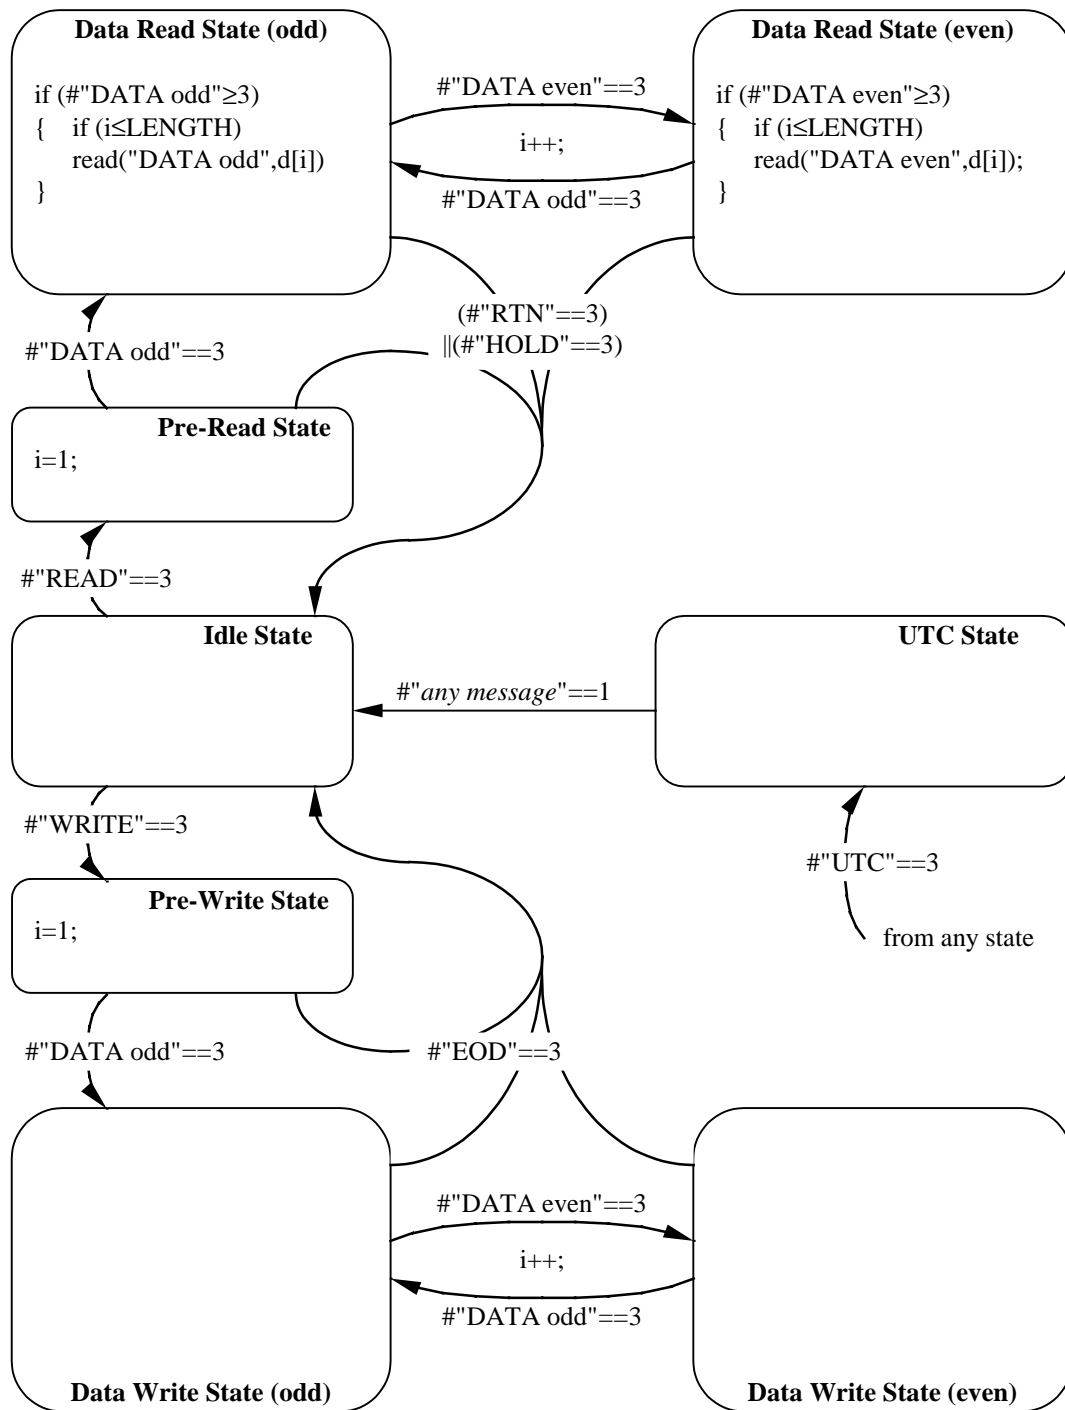 Data Read State (odd)
if (#"DATA odd"≥3)
{ if (i≤LENGTH)
read("DATA odd",d[i])
}
#"DATA even"==3
i++;
#"DATA odd"==3
Data Read State (even)
if (#"DATA even"≥3)
{ if (i≤LENGTH)
read("DATA even",d[i]);
}
(#"RTN"==3)
||(#"HOLD"==3)
#"DATA odd"==3
Pre-Read State
i=1;
#"READ"==3
Idle State
UTC State
#"any message"==1
#"WRITE"==3
#"UTC"==3
Pre-Write State
i=1;
from any state
#"DATA odd"==3
#"EOD"==3
#"DATA even"==3
i++;
#"DATA odd"==3
Data Write State (odd)
Data Write State (even)